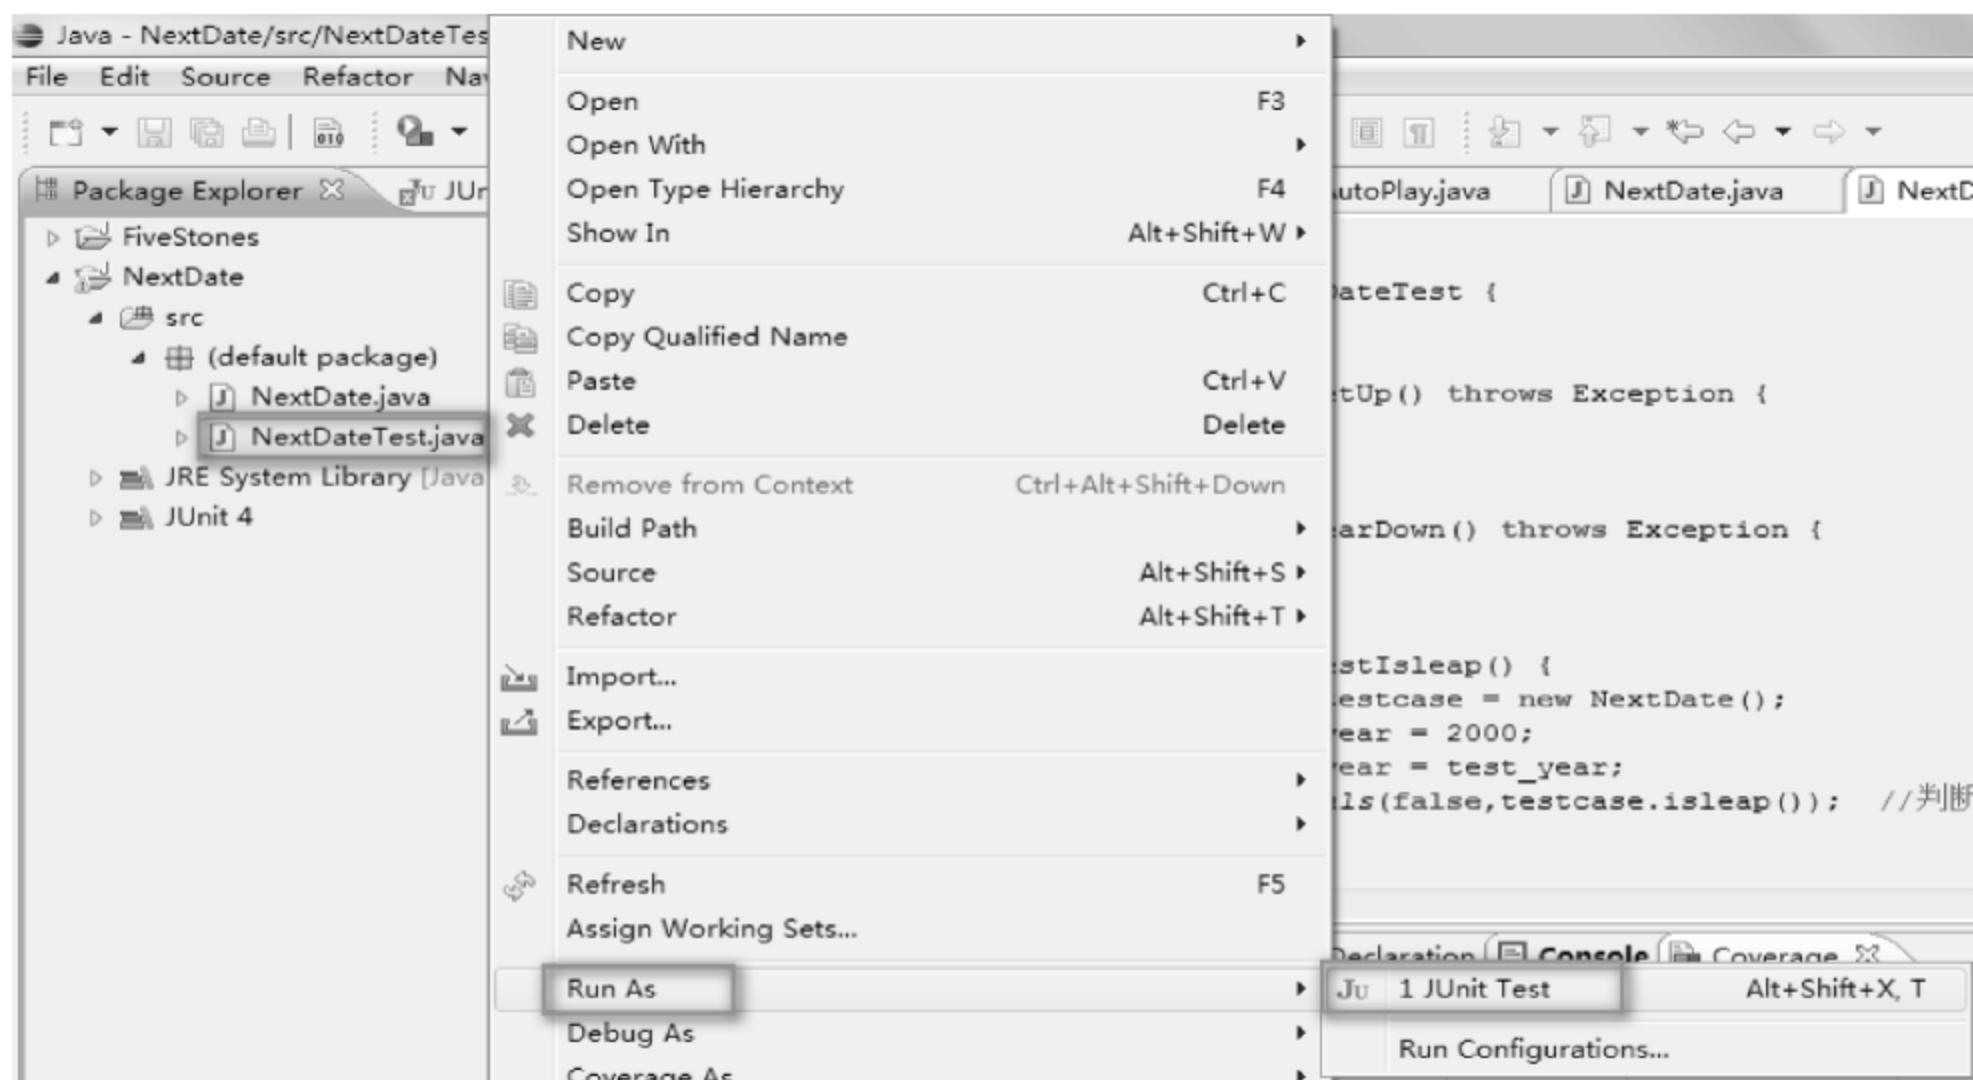 Java - NextDate/src/NextDateTes
File Edit Source Refactor Nav
Package Explorer
JU JUr
FiveStones
NextDate
src
(default package)
NextDate.java
NextDateTest.java
JRE System Library [Java
JUnit 4
New
Open F3
Open With
Open Type Hierarchy F4
Show In Alt+Shift+W
Copy Ctrl+C
Copy Qualified Name
Paste Ctrl+V
Delete Delete
Remove from Context Ctrl+Alt+Shift+Down
Build Path
Source Alt+Shift+S
Refactor Alt+Shift+T
Import...
Export...
References
Declarations
Refresh F5
Assign Working Sets...
Run As
Debug As
Coverage As
JU 1 JUnit Test Alt+Shift+X, T
Run Configurations...
utoPlay.java NextDate.java NextD
ateTest {
tUp() throws Exception {
arDown() throws Exception {
stIsleap() {
estcase = new NextDate();
ear = 2000;
ear = test_year;
ls(false,testcase.isleap()); //判断
Declaration Console Coverage